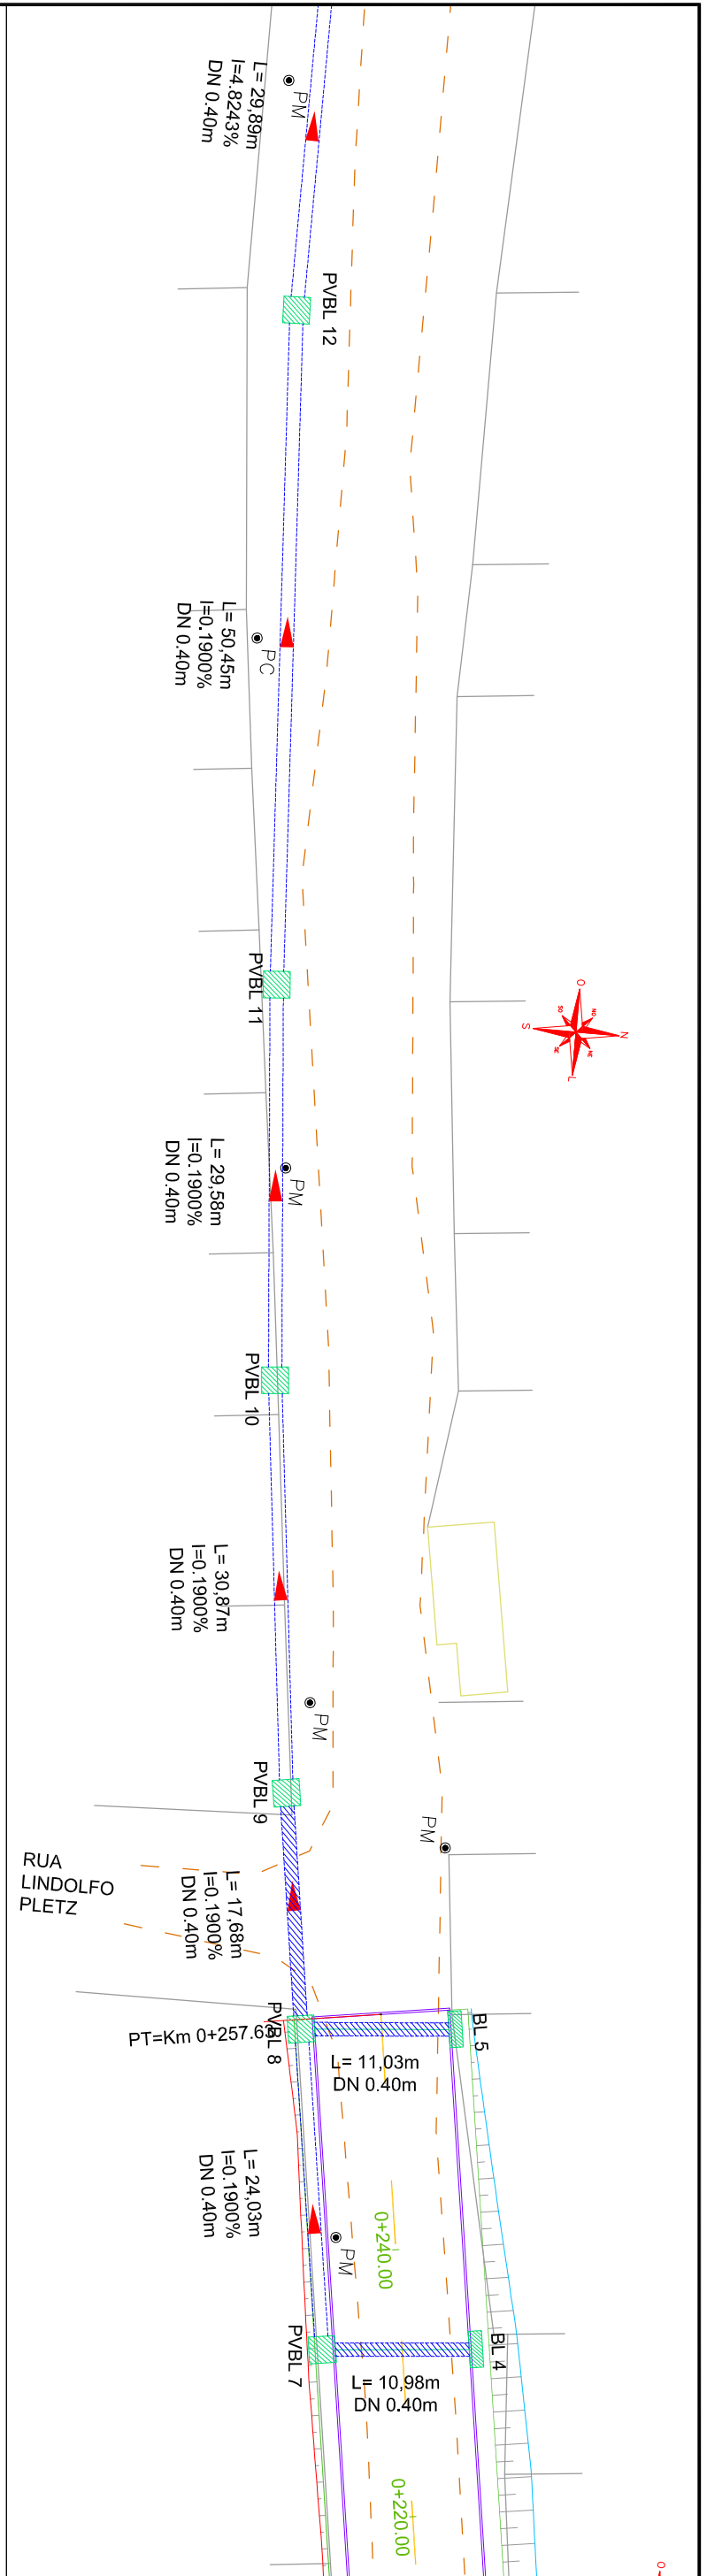 PM
L= 29,89m
I=4.8243%
DN 0.40m
PVBL 12
L= 50,45m
I=0.1900%
DN 0.40m
PC
PVBL 11
O
N
S
L
NO
SO
NE
SE
L= 29,58m
I=0.1900%
DN 0.40m
PM
PVBL 10
L= 30,87m
I=0.1900%
DN 0.40m
PM
PVBL 9
PM
RUA
LINDOLFO
PLETZ
L= 17,68m
I=0.1900%
DN 0.40m
PVBL 8
BL 5
PT=Km 0+257.63
L= 11,03m
DN 0.40m
L= 24,03m
I=0.1900%
DN 0.40m
PM
0+240.00
PVBL 7
BL 4
L= 10,98m
DN 0.40m
0+220.00
O